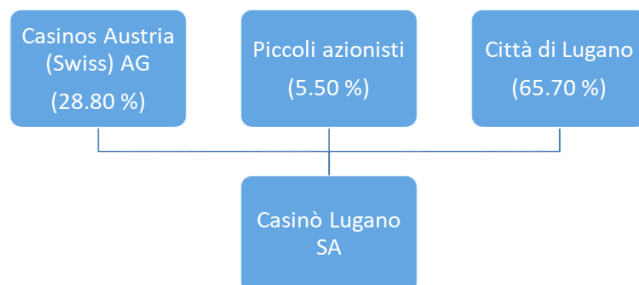 Casinos Austria
(Swiss) AG
(28.80 %)
Piccoli azionisti
(5.50 %)
Città di Lugano
(65.70 %)
Casinò Lugano
SA